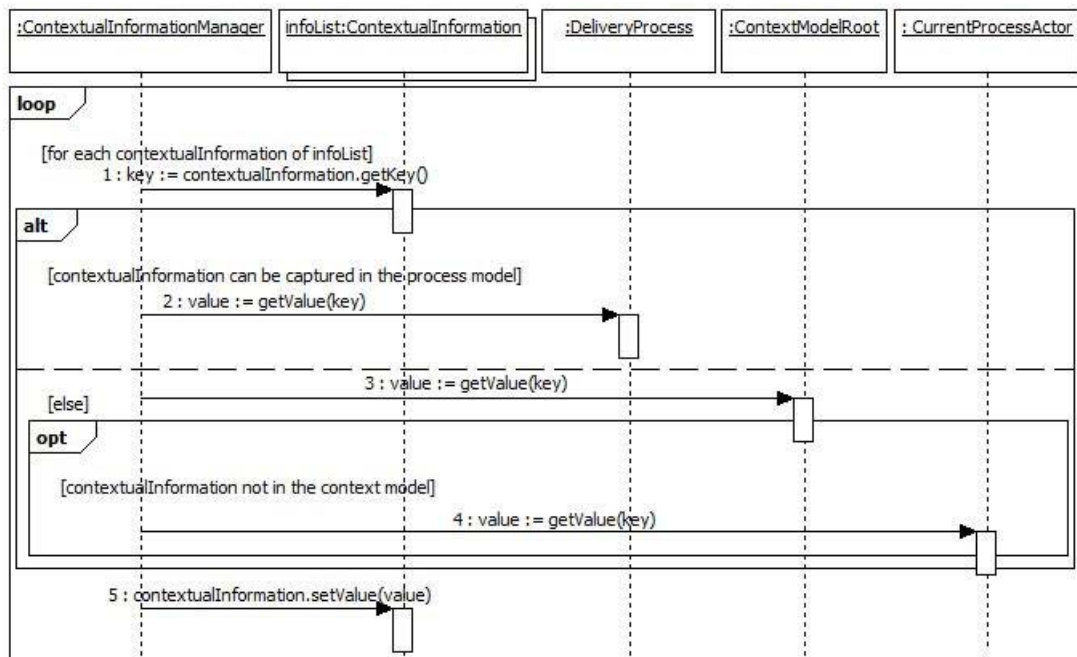 :ContextualInformationManager
infoList:ContextualInformation
:DeliveryProcess
:ContextModelRoot
: CurrentProcessActor
loop
[for each contextualInformation of infoList]
1 : key := contextualInformation.getKey()
alt
[contextualInformation can be captured in the process model]
2 : value := getValue(key)
3 : value := getValue(key)
[else]
opt
[contextualInformation not in the context model]
4 : value := getValue(key)
5 : contextualInformation.setValue(value)